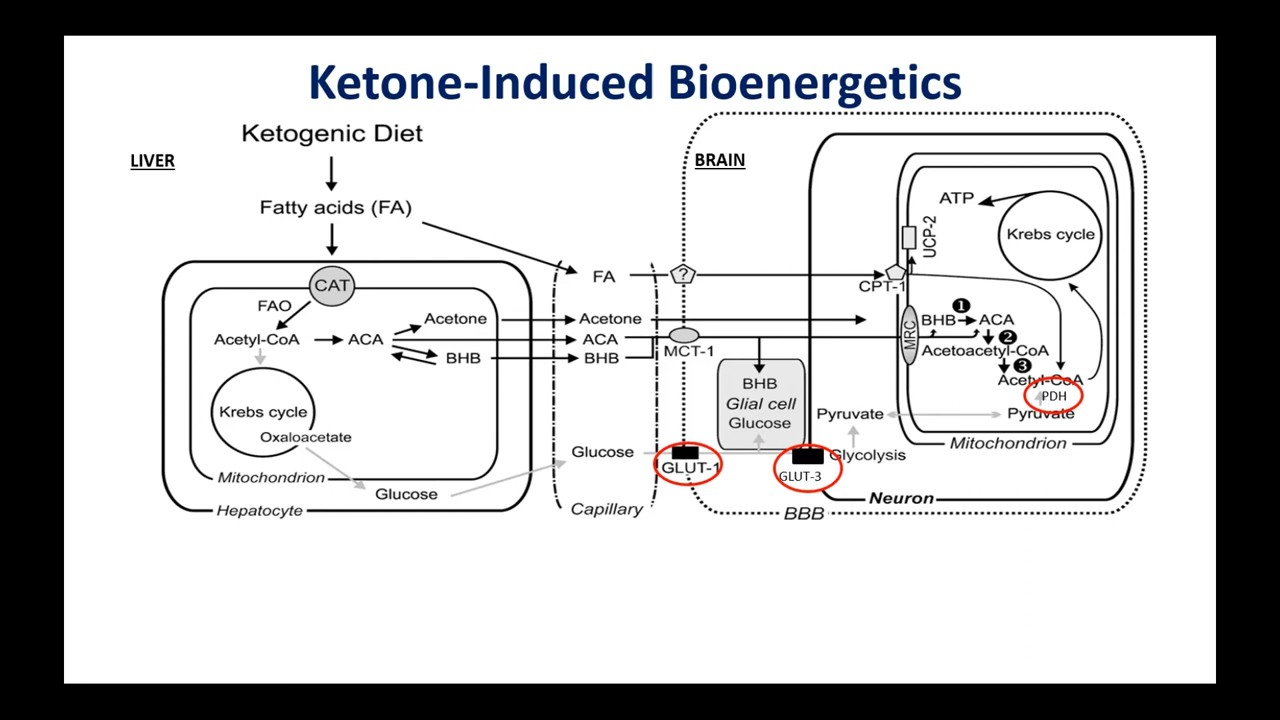 Ketone-Induced Bioenergetics
Ketogenic Diet
LIVER
BRAIN
Fatty acids (FA)
ATP
UCP-2
Krebs cycle
CAT
FA
?
CPT-1
FAO
Acetone
Acetone
BHB
1
ACA
Acetyl-CoA
ACA
ACA
MCT-1
MRC
2
Acetoacetyl-CoA
BHB
BHB
3
Acetyl-CoA
PDH
BHB
Glial cell
Glucose
Pyruvate
Pyruvate
Krebs cycle
Oxaloacetate
Glucose
GLUT-1
GLUT-3
Glycolysis
Mitochondrion
Mitochondrion
Glucose
Neuron
Hepatocyte
Capillary
BBB